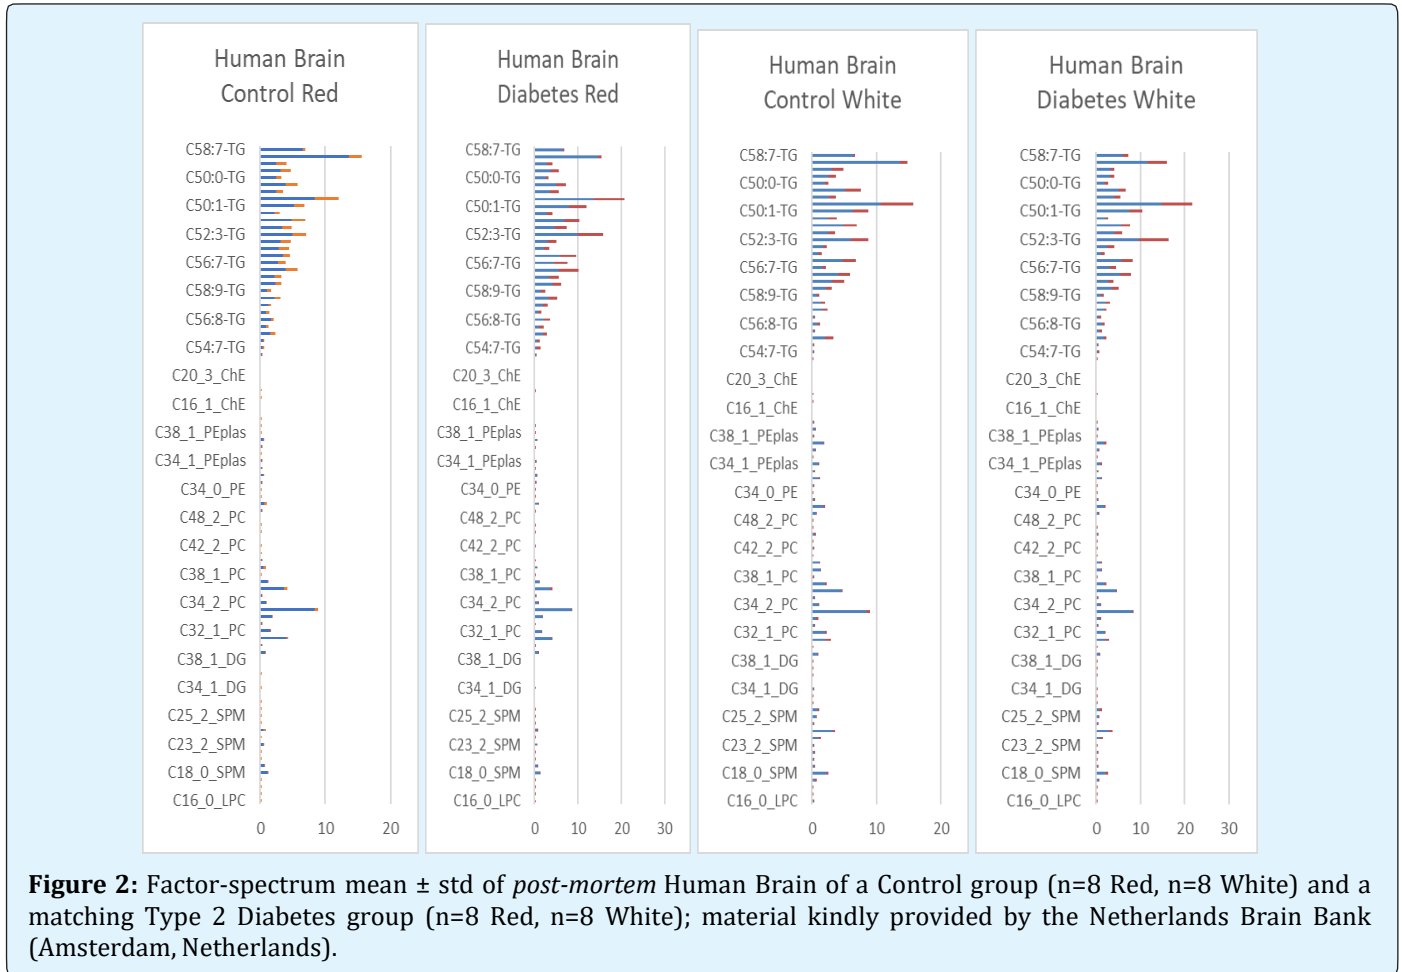 Human Brain
Control Red
C58:7-TG
C50:0-TG
C50:1-TG
C52:3-TG
C56:7-TG
C58:9-TG
C56:8-TG
C54:7-TG
C20_3_ChE
C16_1_ChE
C38_1_PEplas
C34_1_PEplas
C34_0_PE
C48_2_PC
C42_2_PC
C38_1_PC
C34_2_PC
C32_1_PC
C38_1_DG
C34_1_DG
C25_2_SPM
C23_2_SPM
C18_0_SPM
C16_0_LPC
0 10 20
Human Brain
Diabetes Red
C58:7-TG
C50:0-TG
C50:1-TG
C52:3-TG
C56:7-TG
C58:9-TG
C56:8-TG
C54:7-TG
C20_3_ChE
C16_1_ChE
C38_1_PEplas
C34_1_PEplas
C34_0_PE
C48_2_PC
C42_2_PC
C38_1_PC
C34_2_PC
C32_1_PC
C38_1_DG
C34_1_DG
C25_2_SPM
C23_2_SPM
C18_0_SPM
C16_0_LPC
0 10 20 30
Human Brain
Control White
C58:7-TG
C50:0-TG
C50:1-TG
C52:3-TG
C56:7-TG
C58:9-TG
C56:8-TG
C54:7-TG
C20_3_ChE
C16_1_ChE
C38_1_PEplas
C34_1_PEplas
C34_0_PE
C48_2_PC
C42_2_PC
C38_1_PC
C34_2_PC
C32_1_PC
C38_1_DG
C34_1_DG
C25_2_SPM
C23_2_SPM
C18_0_SPM
C16_0_LPC
0 10 20
Human Brain
Diabetes White
C58:7-TG
C50:0-TG
C50:1-TG
C52:3-TG
C56:7-TG
C58:9-TG
C56:8-TG
C54:7-TG
C20_3_ChE
C16_1_ChE
C38_1_PEplas
C34_1_PEplas
C34_0_PE
C48_2_PC
C42_2_PC
C38_1_PC
C34_2_PC
C32_1_PC
C38_1_DG
C34_1_DG
C25_2_SPM
C23_2_SPM
C18_0_SPM
C16_0_LPC
0 10 20 30
Figure 2: Factor-spectrum mean ± std of post-mortem Human Brain of a Control group (n=8 Red, n=8 White) and a
matching Type 2 Diabetes group (n=8 Red, n=8 White); material kindly provided by the Netherlands Brain Bank
(Amsterdam, Netherlands).